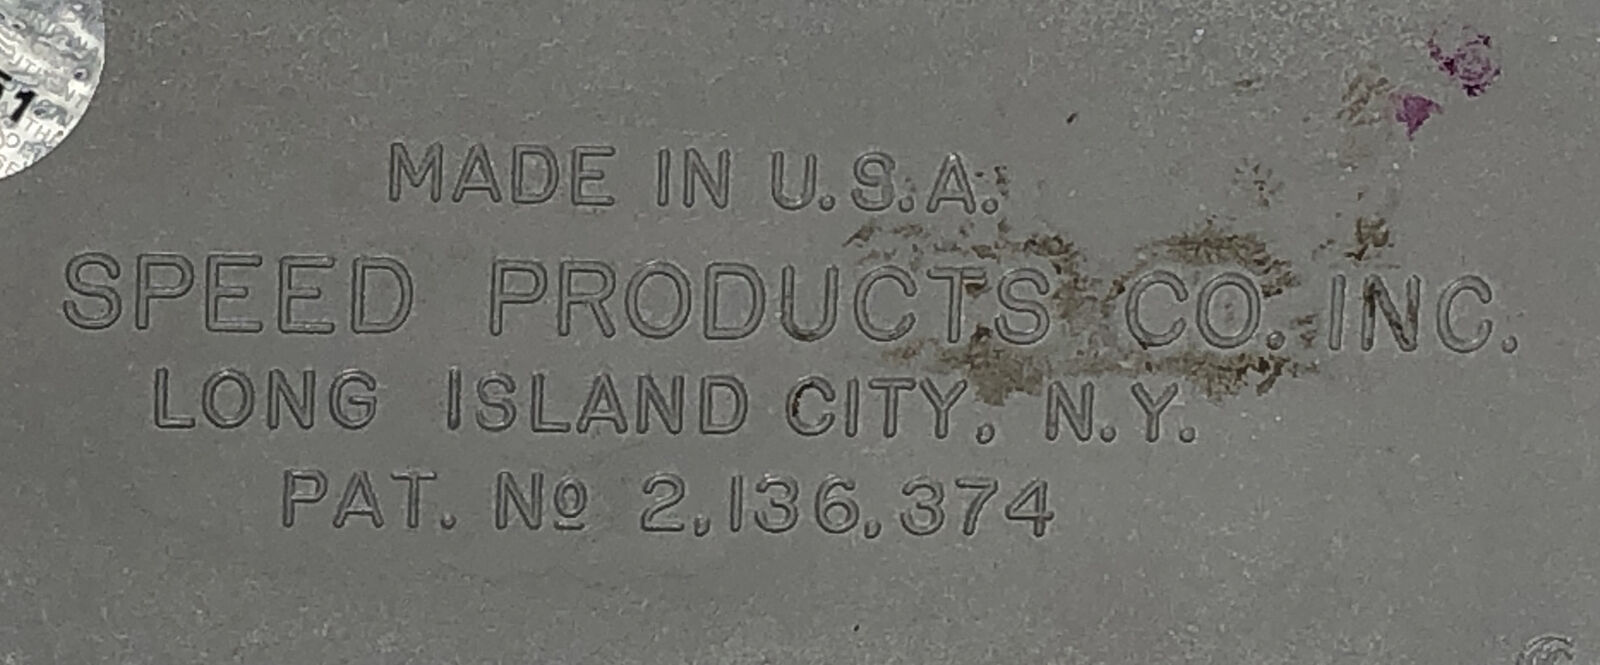 MADE IN U.S.A.
SPEED PRODUCTS CO. INC.
LONG ISLAND CITY, N.Y.
PAT. Nº 2,136,374